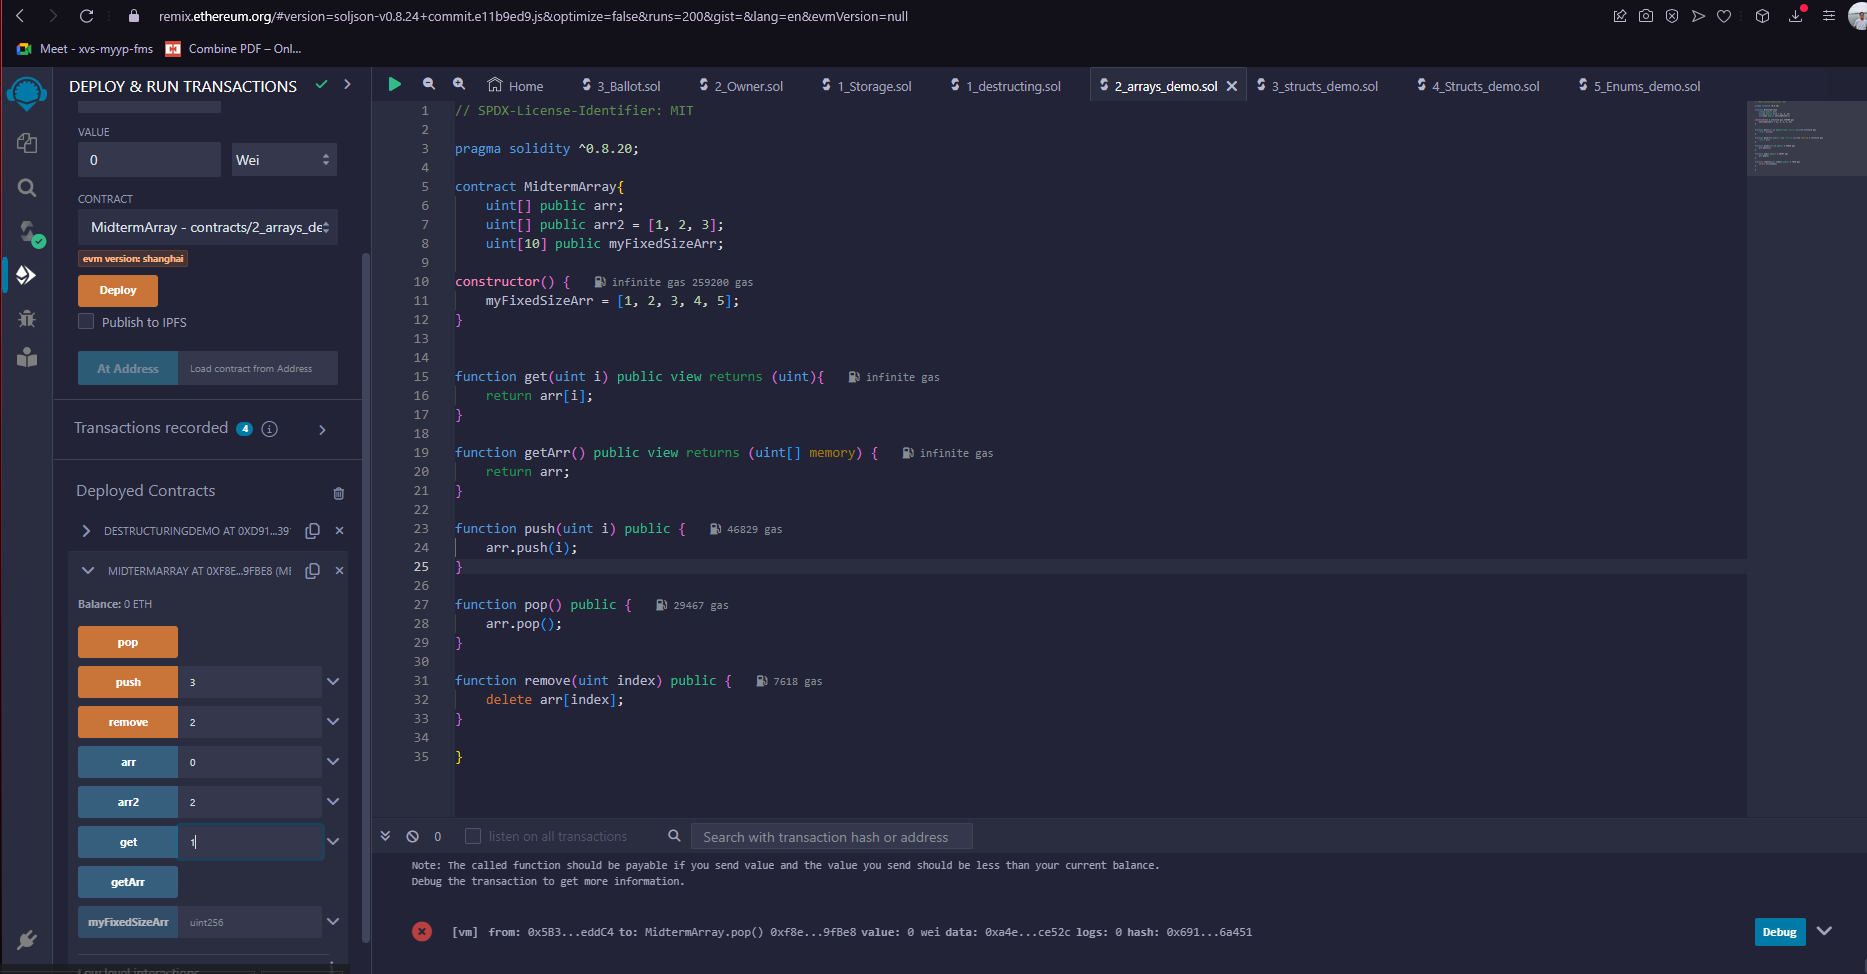 remix.ethereum.org/#version=soljson-v0.8.24+commit.e11b9ed9.js&optimize=false&runs=200&gist=&lang=en&evmVersion=null
Meet - xvs-myyp-fms
Combine PDF – Onl...
DEPLOY & RUN TRANSACTIONS
VALUE
0
Wei
CONTRACT
MidtermArray - contracts/2_arrays_de
evm version: shanghai
Deploy
Publish to IPFS
At Address
Load contract from Address
Transactions recorded 4 i
Deployed Contracts
DESTRUCTURINGDEMO AT 0XD91...39
MIDTERMARRAY AT 0XF8E...9FBE8 (ME
Balance: 0 ETH
pop
push 3
remove 2
arr 0
arr2 2
get 1
getArr
myFixedSizeArr uint256
Low level interactions
Home
3_Ballot.sol
2_Owner.sol
1_Storage.sol
1_destructing.sol
2_arrays_demo.sol
3_structs_demo.sol
4_Structs_demo.sol
5_Enums_demo.sol
1 // SPDX-License-Identifier: MIT
2
3 pragma solidity ^0.8.20;
4
5 contract MidtermArray{
6 uint[] public arr;
7 uint[] public arr2 = [1, 2, 3];
8 uint[10] public myFixedSizeArr;
9
10 constructor() { infinite gas 259200 gas
11 myFixedSizeArr = [1, 2, 3, 4, 5];
12 }
13
14
15 function get(uint i) public view returns (uint){ infinite gas
16 return arr[i];
17 }
18
19 function getArr() public view returns (uint[] memory) { infinite gas
20 return arr;
21 }
22
23 function push(uint i) public { 46829 gas
24 arr.push(i);
25 }
26
27 function pop() public { 29467 gas
28 arr.pop();
29 }
30
31 function remove(uint index) public { 7618 gas
32 delete arr[index];
33 }
34
35 }
0
listen on all transactions
Search with transaction hash or address
Note: The called function should be payable if you send value and the value you send should be less than your current balance.
Debug the transaction to get more information.
[vm] from: 0x5B3...eddC4 to: MidtermArray.pop() 0xf8e...9fBe8 value: 0 wei data: 0xa4e...ce52c logs: 0 hash: 0x691...6a451
Debug